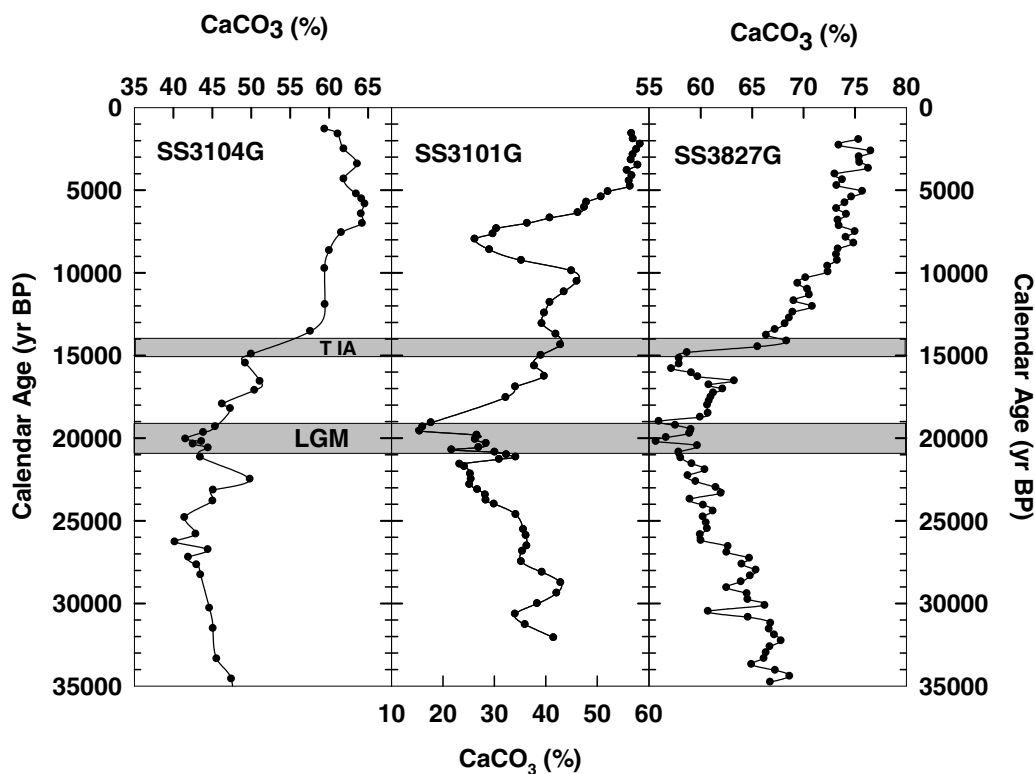 CaCO3 (%)
CaCO3 (%)
35 40 45 50 55 60 65
55 60 65 70 75 80
0
5000
10000
15000
20000
25000
30000
35000
Calendar Age (yr BP)
SS3104G
SS3101G
SS3827G
T IA
LGM
0
5000
10000
15000
20000
25000
30000
35000
Calendar Age (yr BP)
10 20 30 40 50 60
CaCO3 (%)